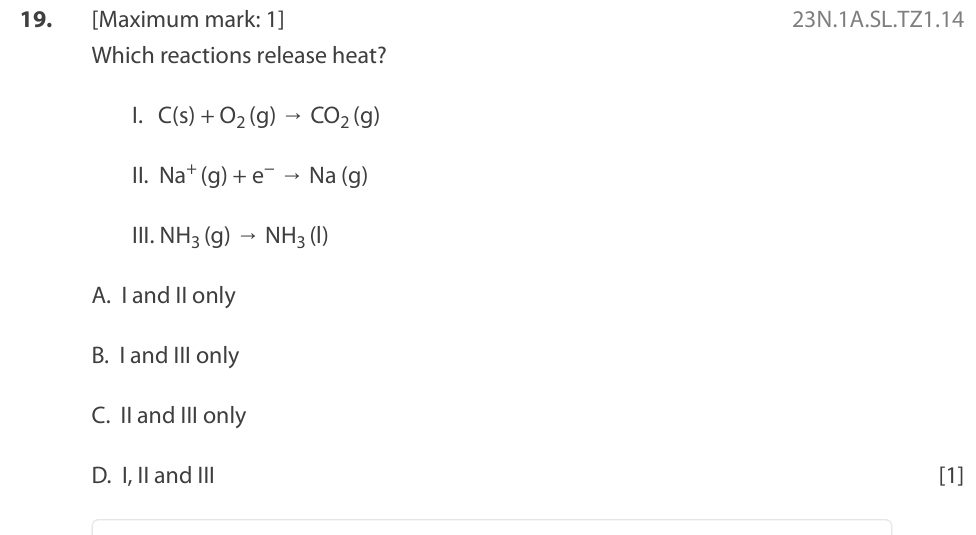 19. [Maximum mark: 1] 23N.1A.SL.TZ1.14
Which reactions release heat?
I. C(s) + O₂ (g) → CO₂ (g)
II. Na⁺ (g) + e⁻ → Na (g)
III. NH₃ (g) → NH₃ (l)
A. I and II only
B. I and III only
C. II and III only
D. I, II and III [1]